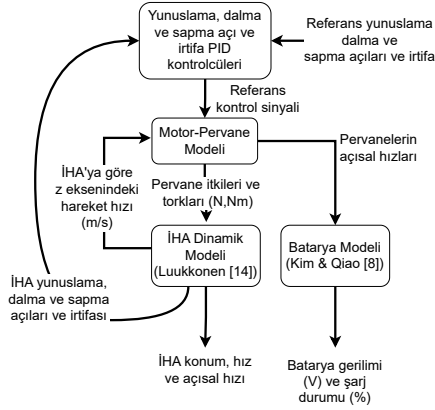 Yunuslama, dalma
ve sapma açı ve
irtifa PID
kontrolcüleri
Referans yunuslama
dalma ve
sapma açıları ve irtifa
Referans
kontrol sinyali
Motor-Pervane
Modeli
Pervanelerin
açısal hızları
İHA'ya göre
z eksenindeki
hareket hızı
(m/s)
Pervane itkileri ve
torkları (N,Nm)
İHA Dinamik
Modeli
(Luukkonen [14])
Batarya Modeli
(Kim & Qiao [8])
İHA yunuslama,
dalma ve sapma
açıları ve irtifası
İHA konum, hız
ve açısal hızı
Batarya gerilimi
(V) ve şarj
durumu (%)